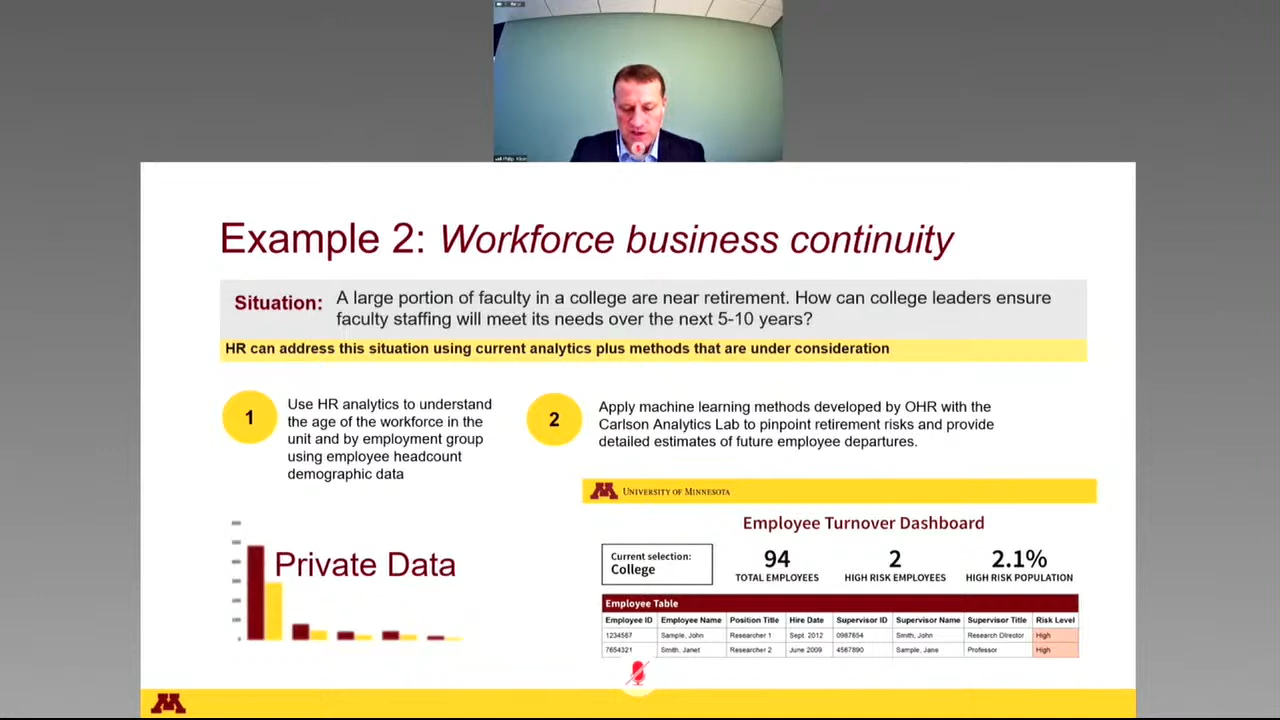 Example 2: Workforce business continuity
Situation: A large portion of faculty in a college are near retirement. How can college leaders ensure
faculty staffing will meet its needs over the next 5-10 years?
HR can address this situation using current analytics plus methods that are under consideration
1
Use HR analytics to understand
the age of the workforce in the
unit and by employment group
using employee headcount
demographic data
2
Apply machine learning methods developed by OHR with the
Carlson Analytics Lab to pinpoint retirement risks and provide
detailed estimates of future employee departures.
Private Data
M UNIVERSITY OF MINNESOTA
Employee Turnover Dashboard
Current selection:
College
94
TOTAL EMPLOYEES
2
HIGH RISK EMPLOYEES
2.1%
HIGH RISK POPULATION
Employee Table
Employee ID Employee Name Position Title Hire Date Supervisor ID Supervisor Name Supervisor Title Risk Level
1234567 Sample, John Researcher 1 Sept. 2012 0987654 Smith, John Research Director High
7654321 Smith, Janet Researcher 2 June 2009 4567890 Sample, Jane Professor High
M